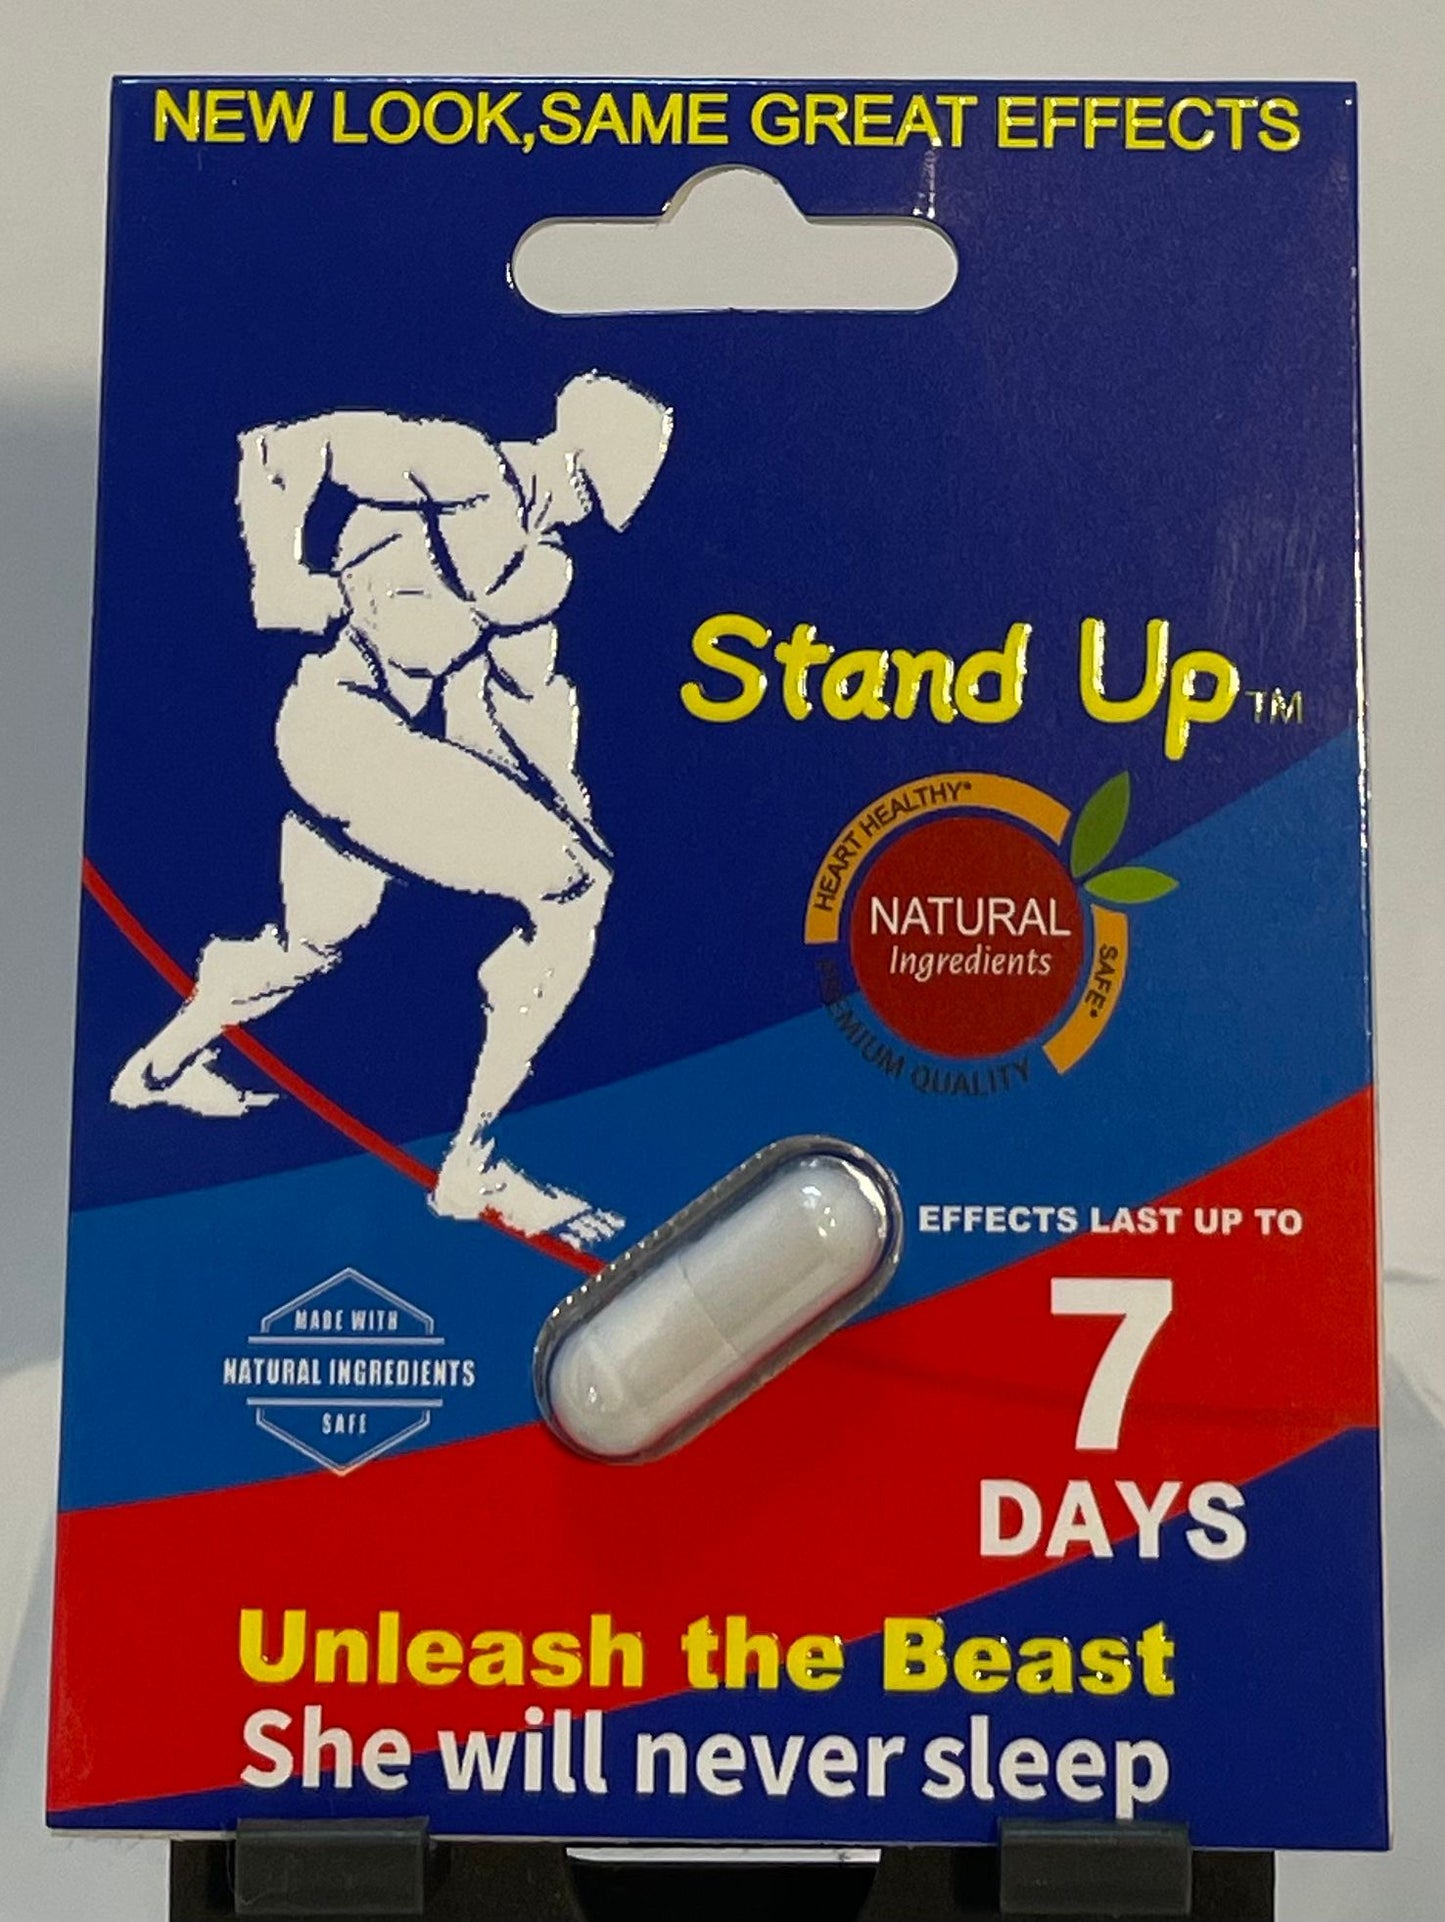 NEW LOOK,SAME GREAT EFFECTS
Stand Up™
HEART HEALTHY*
NATURAL
Ingredients
SAFE*
PREMIUM QUALITY
EFFECTS LAST UP TO
7
DAYS
MADE WITH
NATURAL INGREDIENTS
SAFE
Unleash the Beast
She will never sleep